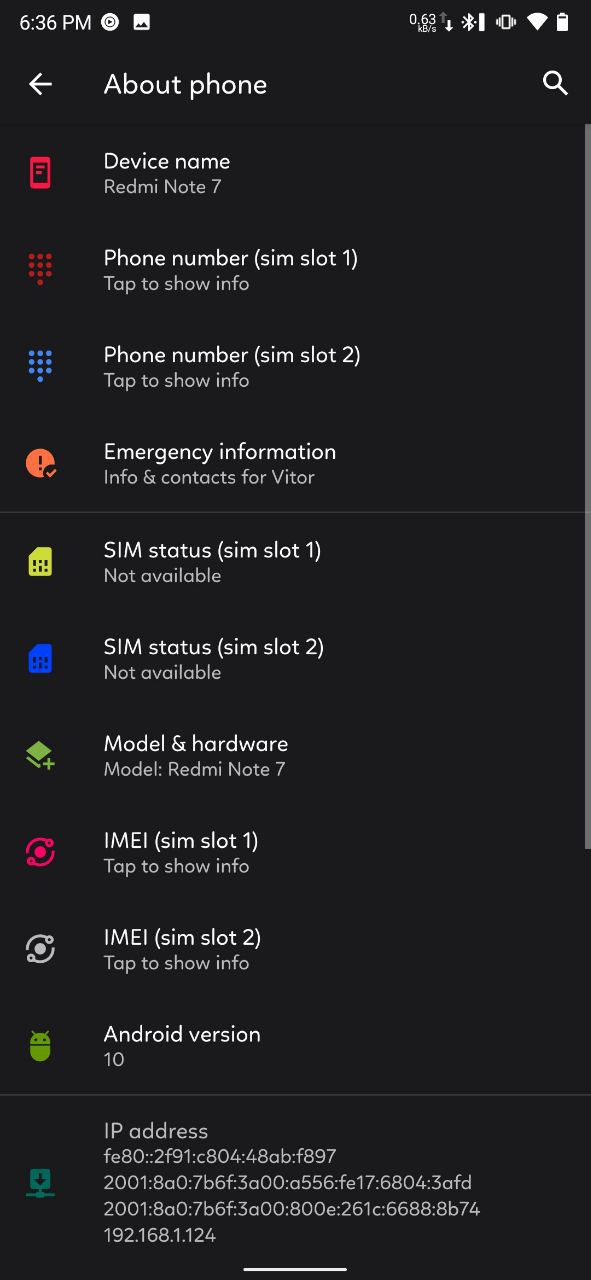 6:36 PM
0,63
kB/s
About phone
Device name
Redmi Note 7
Phone number (sim slot 1)
Tap to show info
Phone number (sim slot 2)
Tap to show info
Emergency information
Info & contacts for Vitor
SIM status (sim slot 1)
Not available
SIM status (sim slot 2)
Not available
Model & hardware
Model: Redmi Note 7
IMEI (sim slot 1)
Tap to show info
IMEI (sim slot 2)
Tap to show info
Android version
10
IP address
fe80::2f91:c804:48ab:f897
2001:8a0:7b6f:3a00:a556:fe17:6804:3afd
2001:8a0:7b6f:3a00:800e:261c:6688:8b74
192.168.1.124